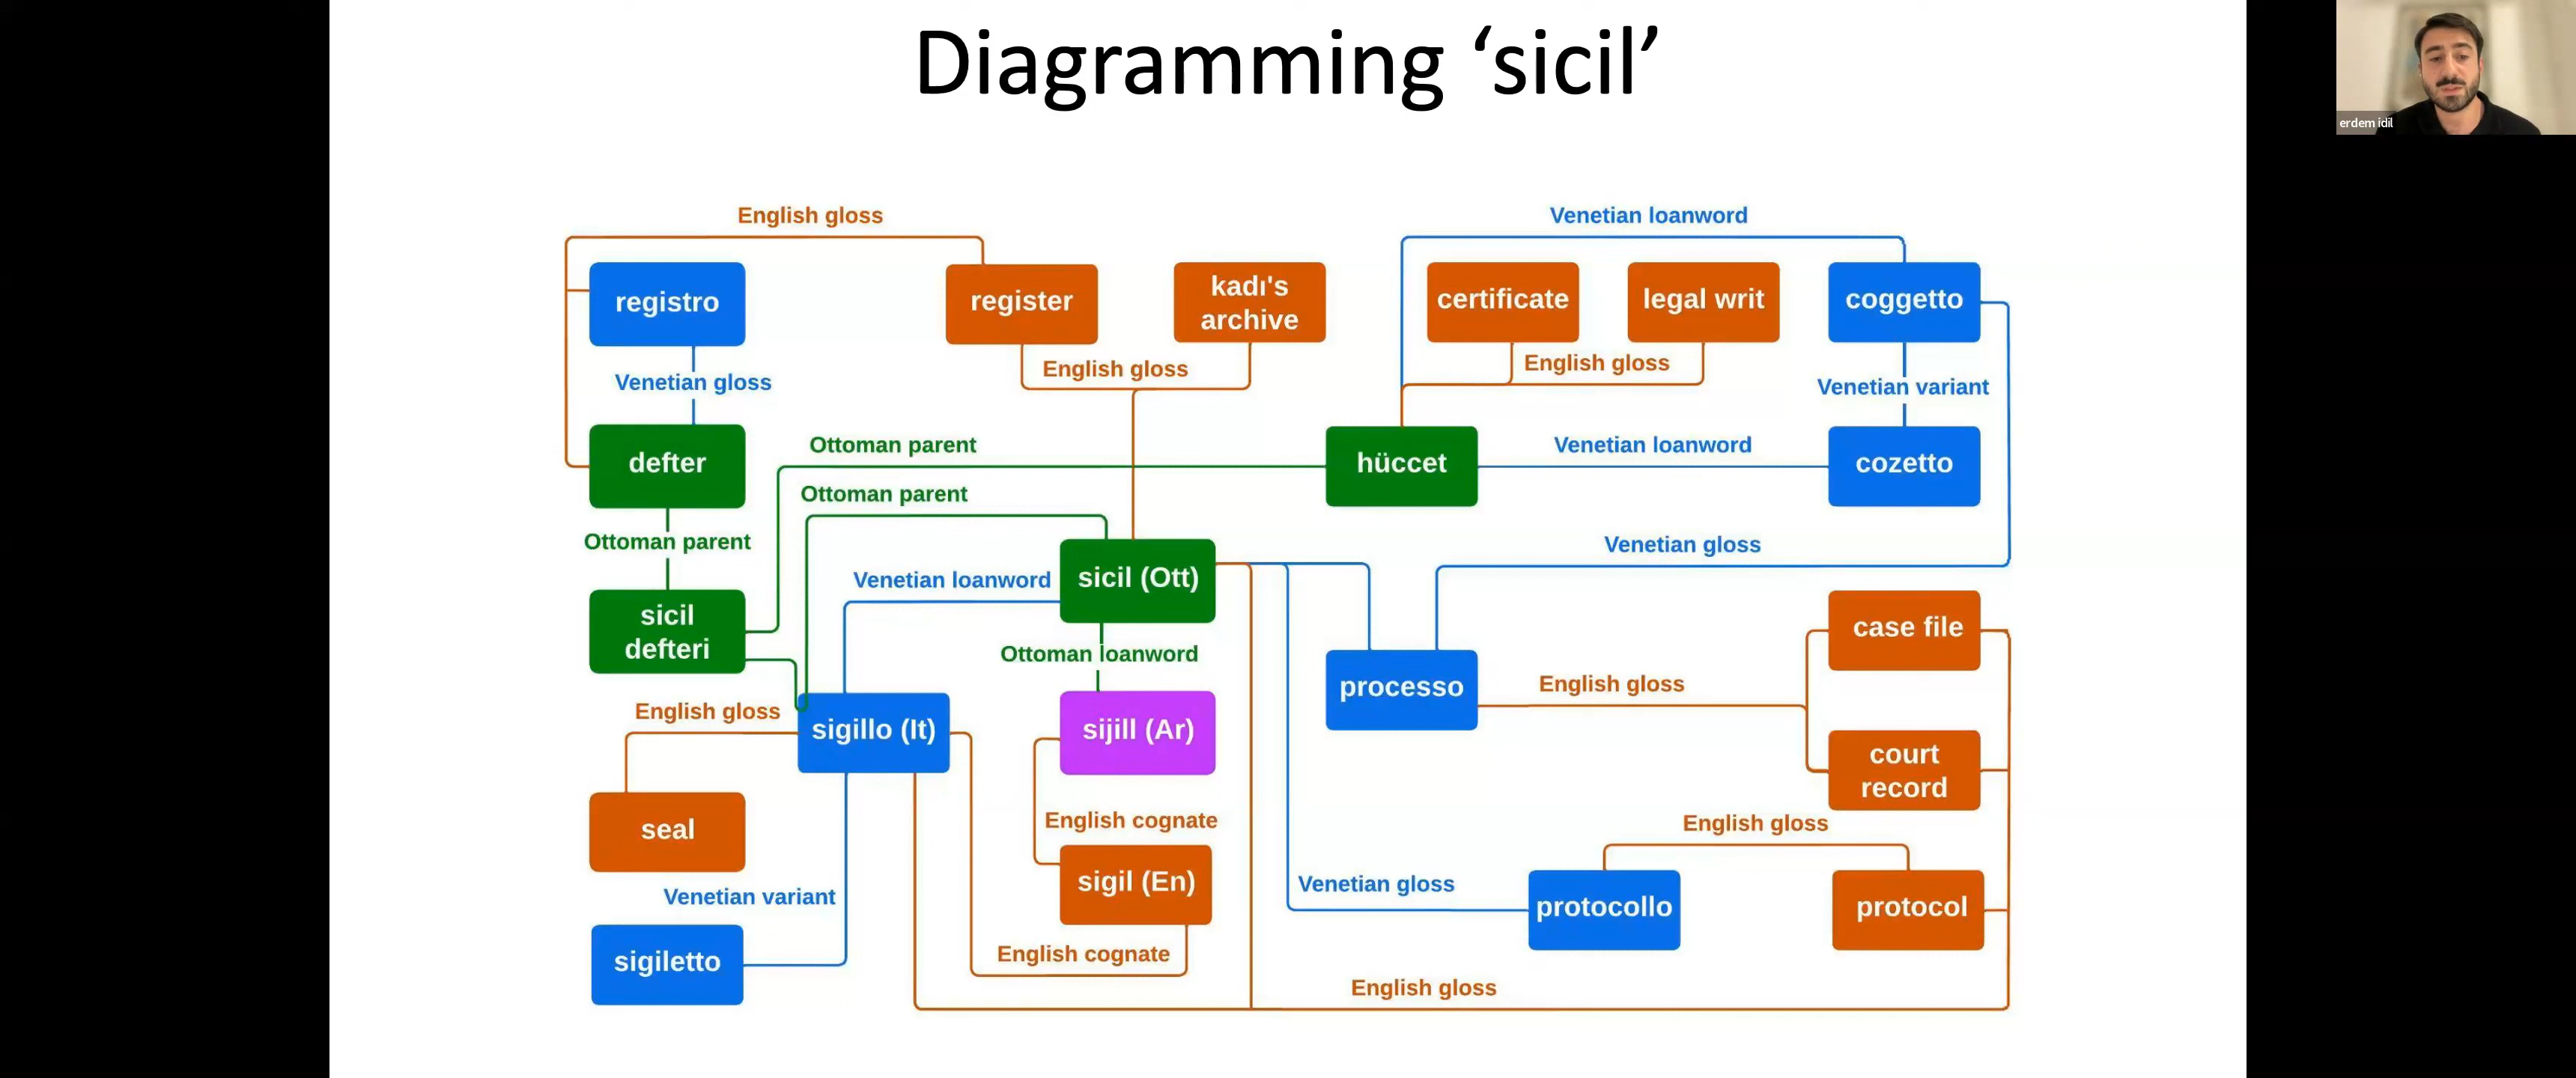 Diagramming ‘sicil’
erdem idil
English gloss
Venetian loanword
registro
register
kadı's
archive
certificate
legal writ
coggetto
English gloss
English gloss
Venetian gloss
Venetian variant
defter
Ottoman parent
hüccet
Venetian loanword
cozetto
Ottoman parent
Ottoman parent
Venetian gloss
sicil (Ott)
Venetian loanword
sicil
defteri
case file
Ottoman loanword
processo
English gloss
English gloss
sigillo (It)
sijill (Ar)
court
record
seal
English cognate
English gloss
sigil (En)
Venetian variant
Venetian gloss
protocollo
protocol
sigiletto
English cognate
English gloss